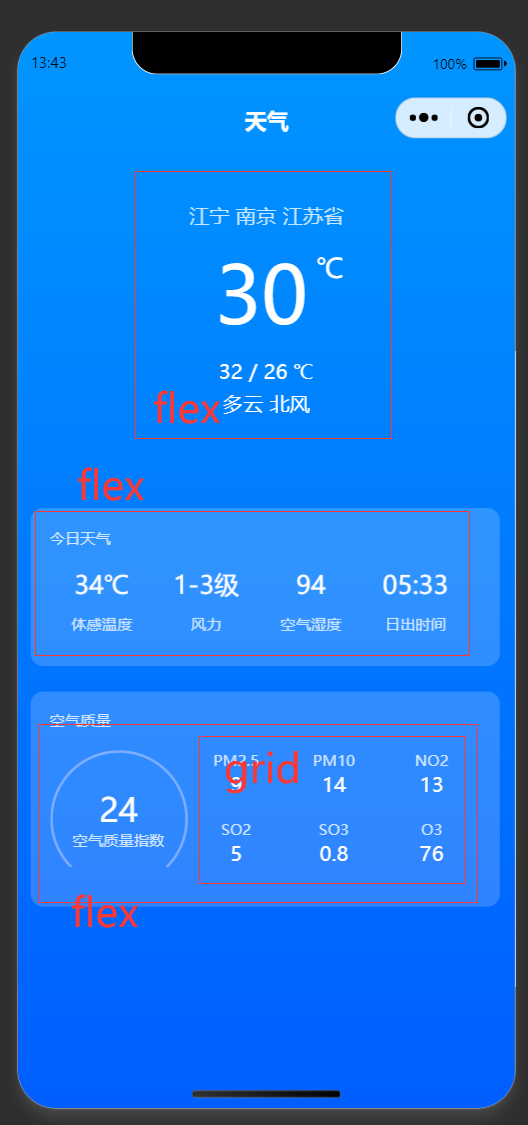 13:43
100%
天气
江宁 南京 江苏省
30 ℃
32 / 26 ℃
flex 多云 北风
flex
今日天气
34℃ 1-3级 94 05:33
体感温度 风力 空气湿度 日出时间
空气质量
PM2.5 PM10 NO2
grid
9 14 13
24
空气质量指数
SO2 SO3 O3
5 0.8 76
flex